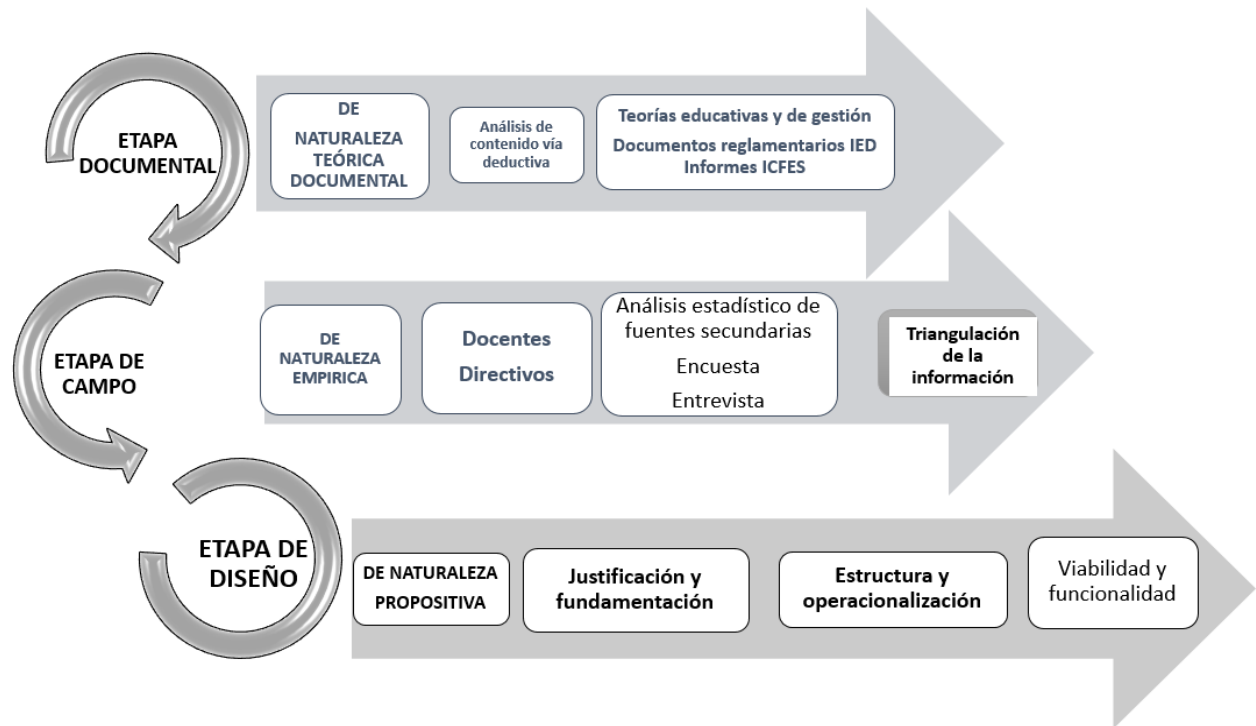 ETAPA
DOCUMENTAL
DE
NATURALEZA
TEÓRICA
DOCUMENTAL
Análisis de
contenido vía
deductiva
Teorías educativas y de gestión
Documentos reglamentarios IED
Informes ICFES
ETAPA DE
CAMPO
DE
NATURALEZA
EMPIRICA
Docentes
Directivos
Análisis estadístico de
fuentes secundarias
Encuesta
Entrevista
Triangulación
de la
información
ETAPA DE
DISEÑO
DE NATURALEZA
PROPOSITIVA
Justificación y
fundamentación
Estructura y
operacionalización
Viabilidad y
funcionalidad